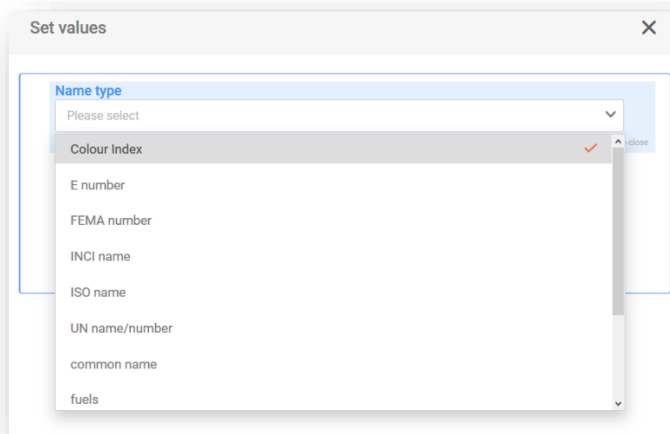 Set values
Name type
Please select
close
Colour Index
E number
FEMA number
INCI name
ISO name
UN name/number
common name
fuels